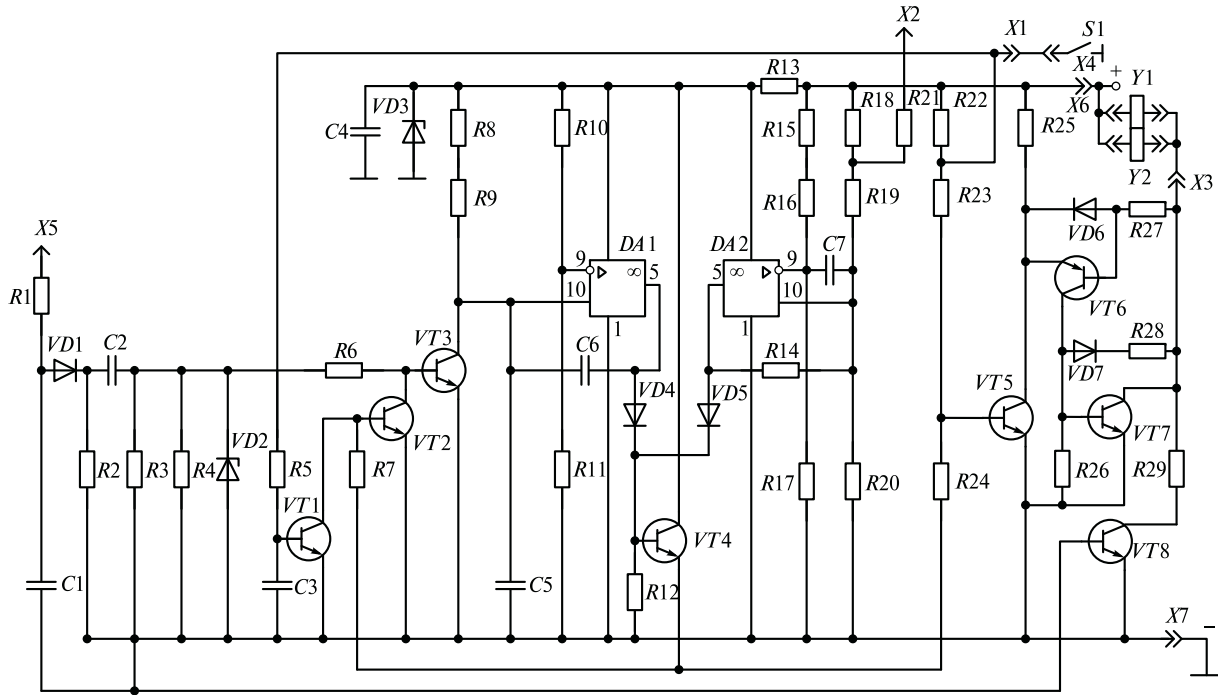 X2
X1
S1
R13
X4
+
Y1
VD3
R18
R21
R22
X6
C4
R8
R10
R15
R25
Y2
X3
R9
R16
R19
R23
VD6
R27
X5
DA1
DA2
C7
9
∞
5
5
∞
9
10
10
R1
1
1
VT6
VD1
C2
R6
VT3
C6
R14
R28
VD4
VD5
VT5
VD7
VT2
VT7
VD2
R2
R3
R4
R5
R7
R11
R17
R20
R24
R26
R29
VT1
VT4
VT8
C1
C3
C5
R12
X7
−